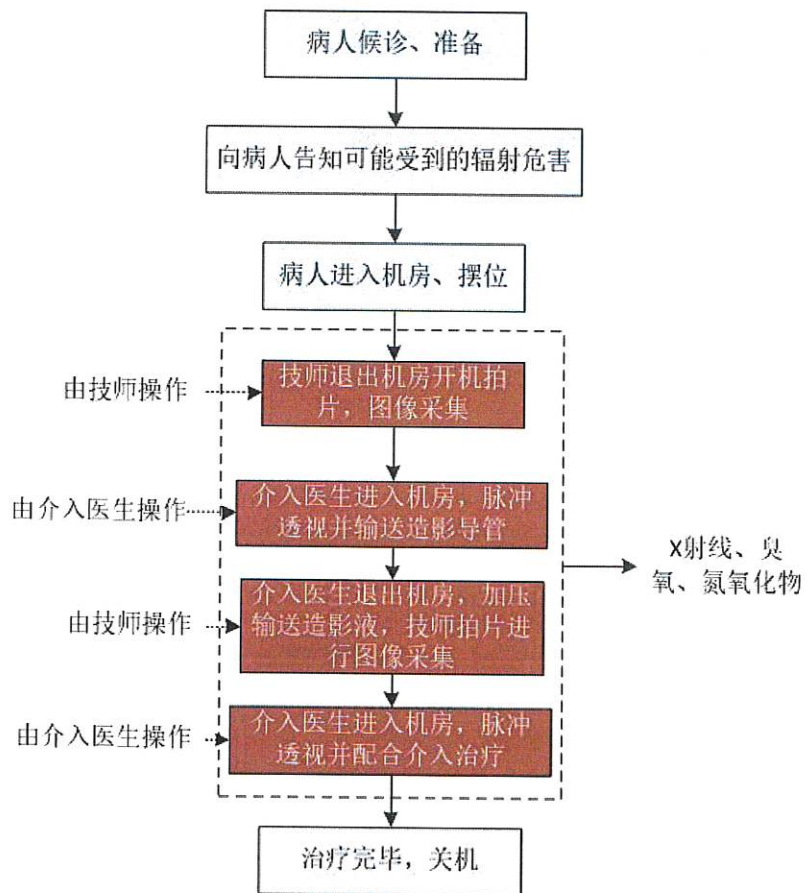 病人候诊、准备
向病人告知可能受到的辐射危害
病人进入机房、摆位
由技师操作
技师退出机房开机拍
片，图像采集
由介入医生操作
介入医生进入机房，脉冲
透视并输送造影导管
X射线、臭
氧、氮氧化物
由技师操作
介入医生退出机房，加压
输送造影液，技师拍片进
行图像采集
由介入医生操作
介入医生进入机房，脉冲
透视并配合介入治疗
治疗完毕，关机